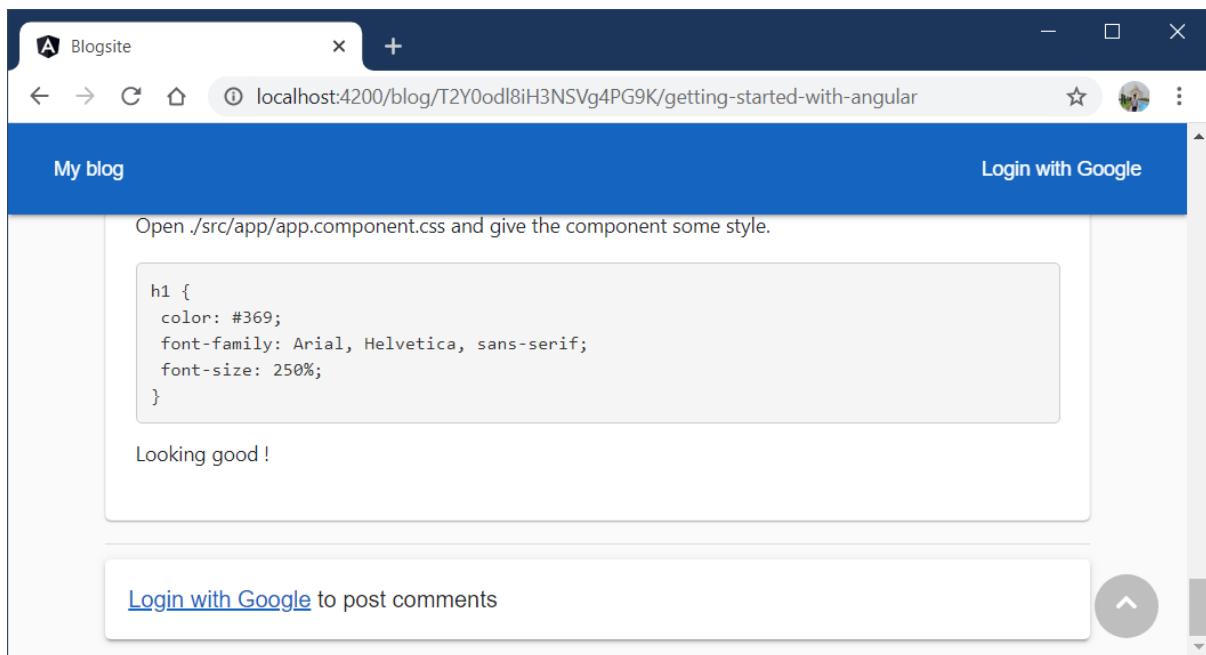 Blogsite
localhost:4200/blog/T2Y0odl8iH3NSVg4PG9K/getting-started-with-angular
My blog
Login with Google
Open ./src/app/app.component.css and give the component some style.
h1 {
 color: #369;
 font-family: Arial, Helvetica, sans-serif;
 font-size: 250%;
}
Looking good !
Login with Google to post comments